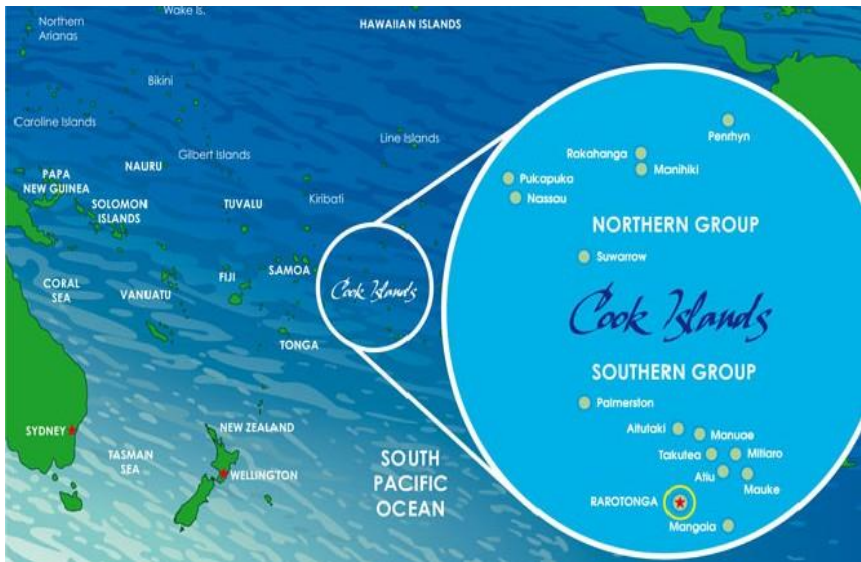 Wake Is.
HAWAIIAN ISLANDS
Northern
Arianas
Bikini
Caroline Islands
Line Islands
Gilbert Islands
NAURU
PAPA
NEW GUINEA
SOLOMON
ISLANDS
TUVALU
Kiribati
CORAL
SEA
VANUATU
FIJI
SAMOA
Cook Islands
TONGA
SYDNEY
TASMAN
SEA
NEW ZEALAND
WELLINGTON
SOUTH
PACIFIC
OCEAN
Penrhyn
Rakahanga
Manihiki
Pukapuka
Nassau
NORTHERN GROUP
Suwarrow
Cook Islands
SOUTHERN GROUP
Palmerston
Aitutaki
Manuae
Takutea
Mitiaro
Atiu
Mauke
RAROTONGA
Mangaia